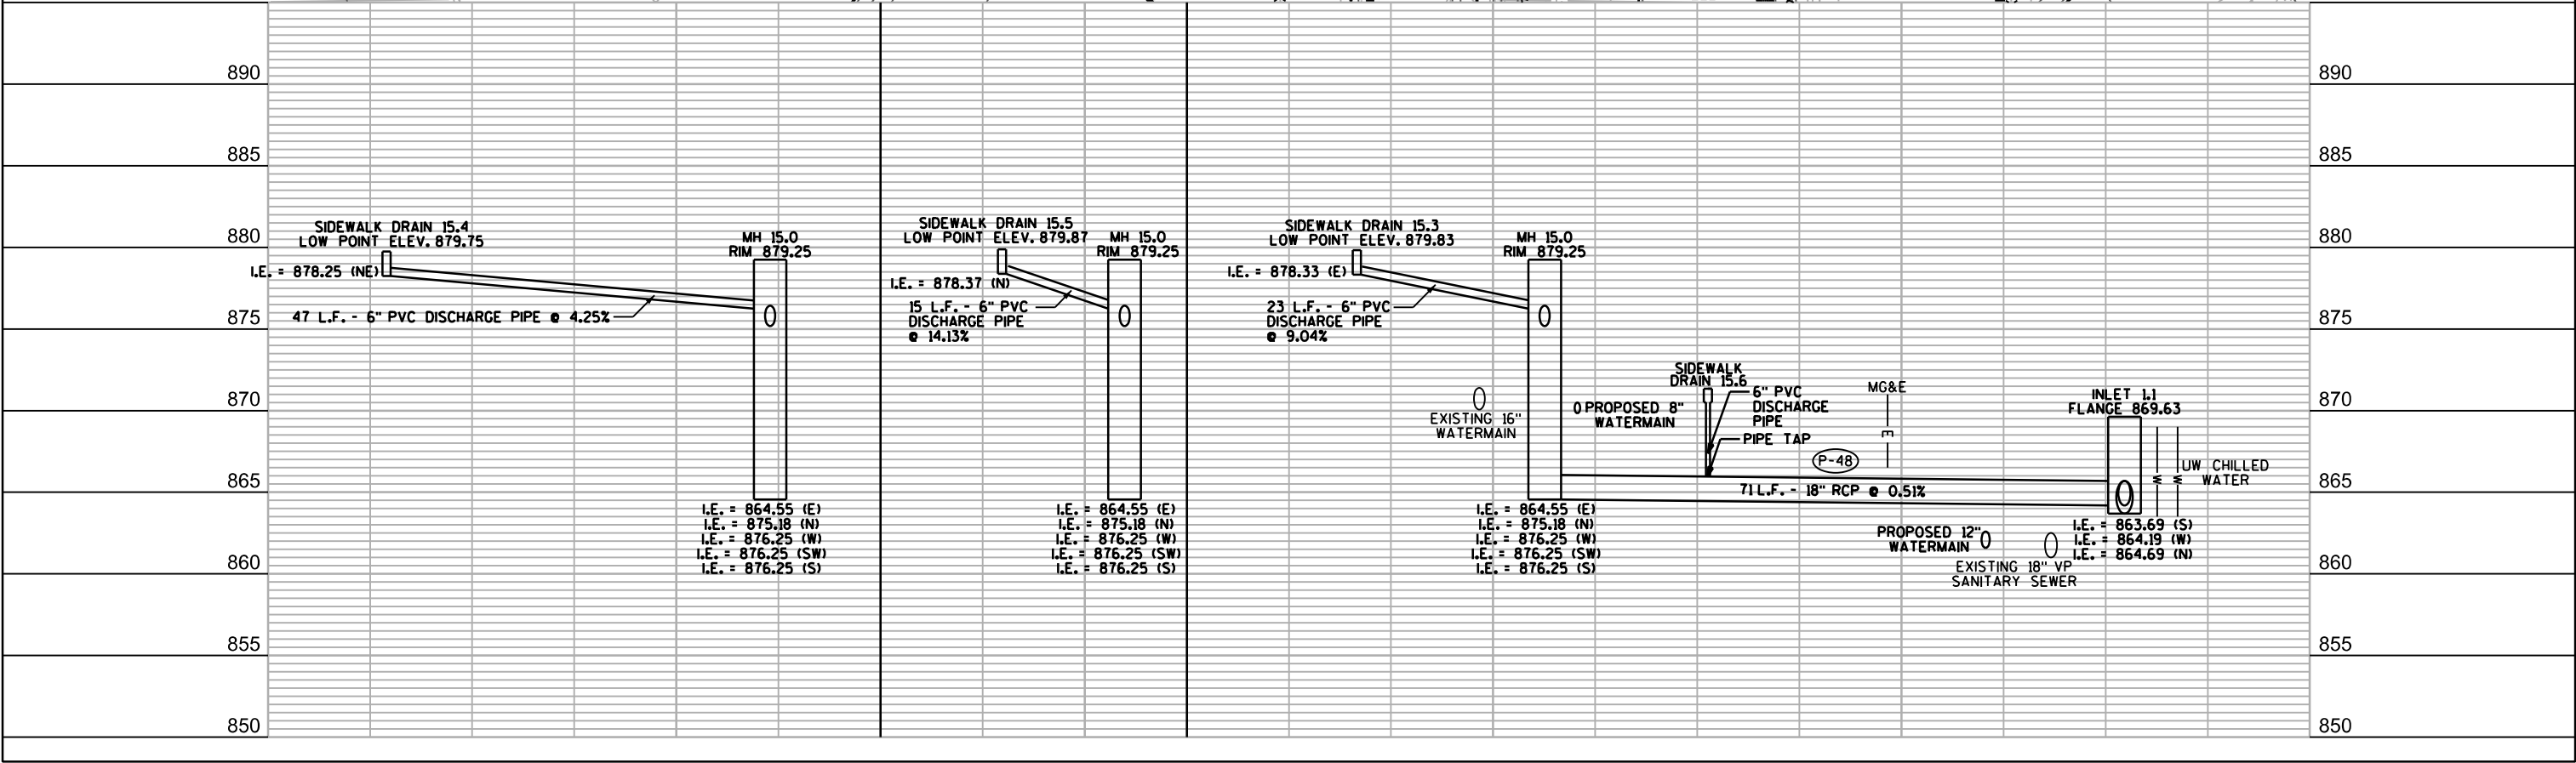 890
885
880
875
870
865
860
855
850
SIDEWALK DRAIN 15.4
LOW POINT ELEV. 879.75
I.E. = 878.25 (NE)
47 L.F. - 6" PVC DISCHARGE PIPE @ 4.25%
MH 15.0
RIM 879.25
I.E. = 864.55 (E)
I.E. = 875.18 (N)
I.E. = 876.25 (W)
I.E. = 876.25 (SW)
I.E. = 876.25 (S)
SIDEWALK DRAIN 15.5
LOW POINT ELEV. 879.87
I.E. = 878.37 (N)
15 L.F. - 6" PVC
DISCHARGE PIPE
@ 14.13%
MH 15.0
RIM 879.25
I.E. = 864.55 (E)
I.E. = 875.18 (N)
I.E. = 876.25 (W)
I.E. = 876.25 (SW)
I.E. = 876.25 (S)
SIDEWALK DRAIN 15.3
LOW POINT ELEV. 879.83
I.E. = 878.33 (E)
23 L.F. - 6" PVC
DISCHARGE PIPE
@ 9.04%
MH 15.0
RIM 879.25
EXISTING 16"
WATERMAIN
I.E. = 864.55 (E)
I.E. = 875.18 (N)
I.E. = 876.25 (W)
I.E. = 876.25 (SW)
I.E. = 876.25 (S)
PROPOSED 8"
WATERMAIN
SIDEWALK
DRAIN 15.6
6" PVC
DISCHARGE
PIPE
PIPE TAP
P-48
MG&E
E
71 L.F. - 18" RCP @ 0.51%
INLET 1.1
FLANGE 869.63
UW CHILLED
WATER
PROPOSED 12"
WATERMAIN
EXISTING 18" VP
SANITARY SEWER
I.E. = 863.69 (S)
I.E. = 864.19 (W)
I.E. = 864.69 (N)
890
885
880
875
870
865
860
855
850